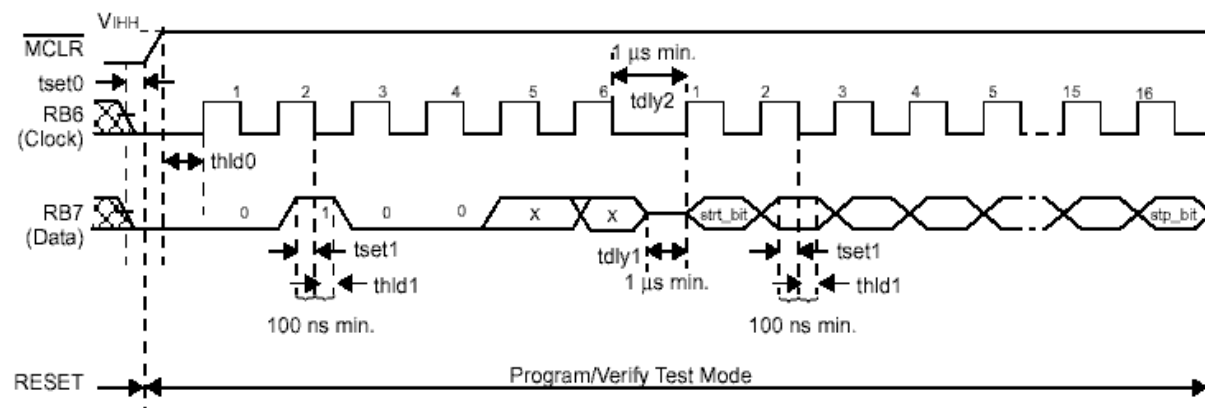 VIHH
MCLR
1 µs min.
tset0
1 2 3 4 5 6 1 2 3 4 5 15 16
tdly2
RB6
(Clock)
thld0
RB7
(Data)
0 1 0 0 X X strt_bit stp_bit
tset1 tdly1 tset1
thld1 1 µs min. thld1
100 ns min. 100 ns min.
RESET Program/Verify Test Mode